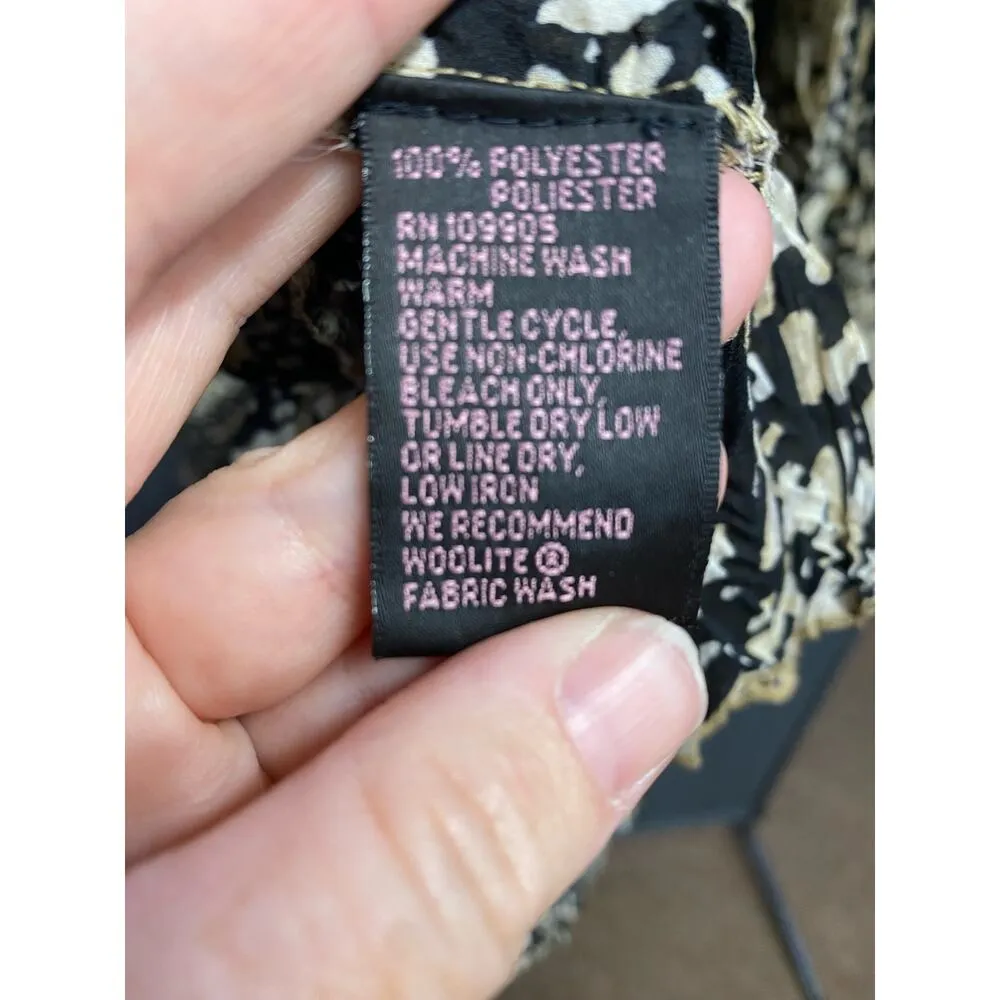 100% POLYESTER
POLIESTER
RN 109905
MACHINE WASH
WARM
GENTLE CYCLE,
USE NON-CHLORINE
BLEACH ONLY,
TUMBLE DRY LOW
OR LINE DRY,
LOW IRON
WE RECOMMEND
WOOLITE ®
FABRIC WASH